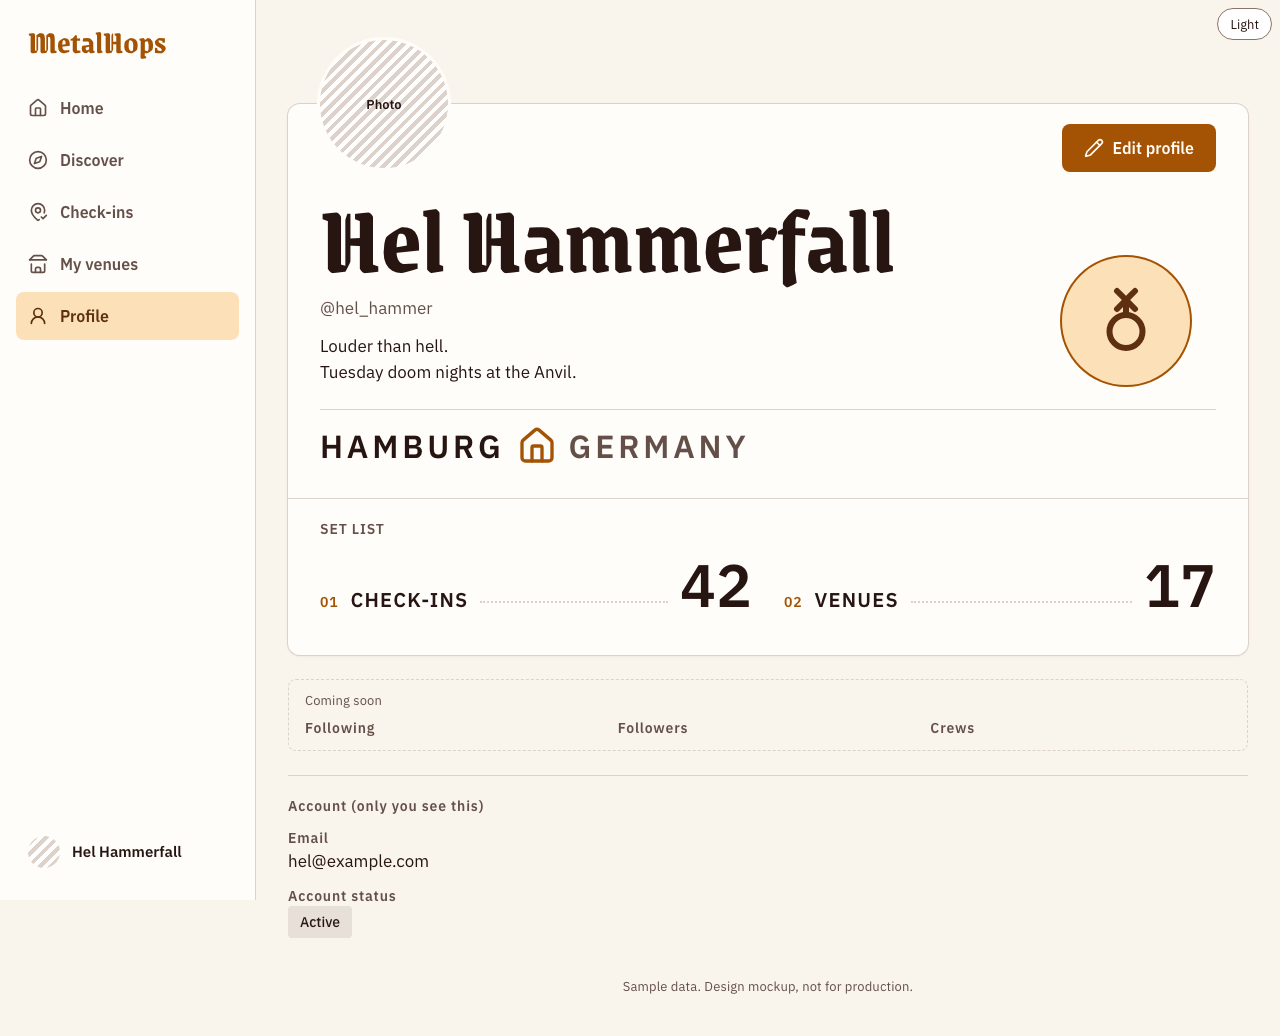 MetalHops
Home
Discover
Check-ins
My venues
Profile
Hel Hammerfall
Light
Photo
Edit profile
Hel Hammerfall
@hel_hammer
Louder than hell.
Tuesday doom nights at the Anvil.
HAMBURG GERMANY
SET LIST
01 CHECK-INS 42 02 VENUES 17
Coming soon
Following Followers Crews
Account (only you see this)
Email
hel@example.com
Account status
Active
Sample data. Design mockup, not for production.